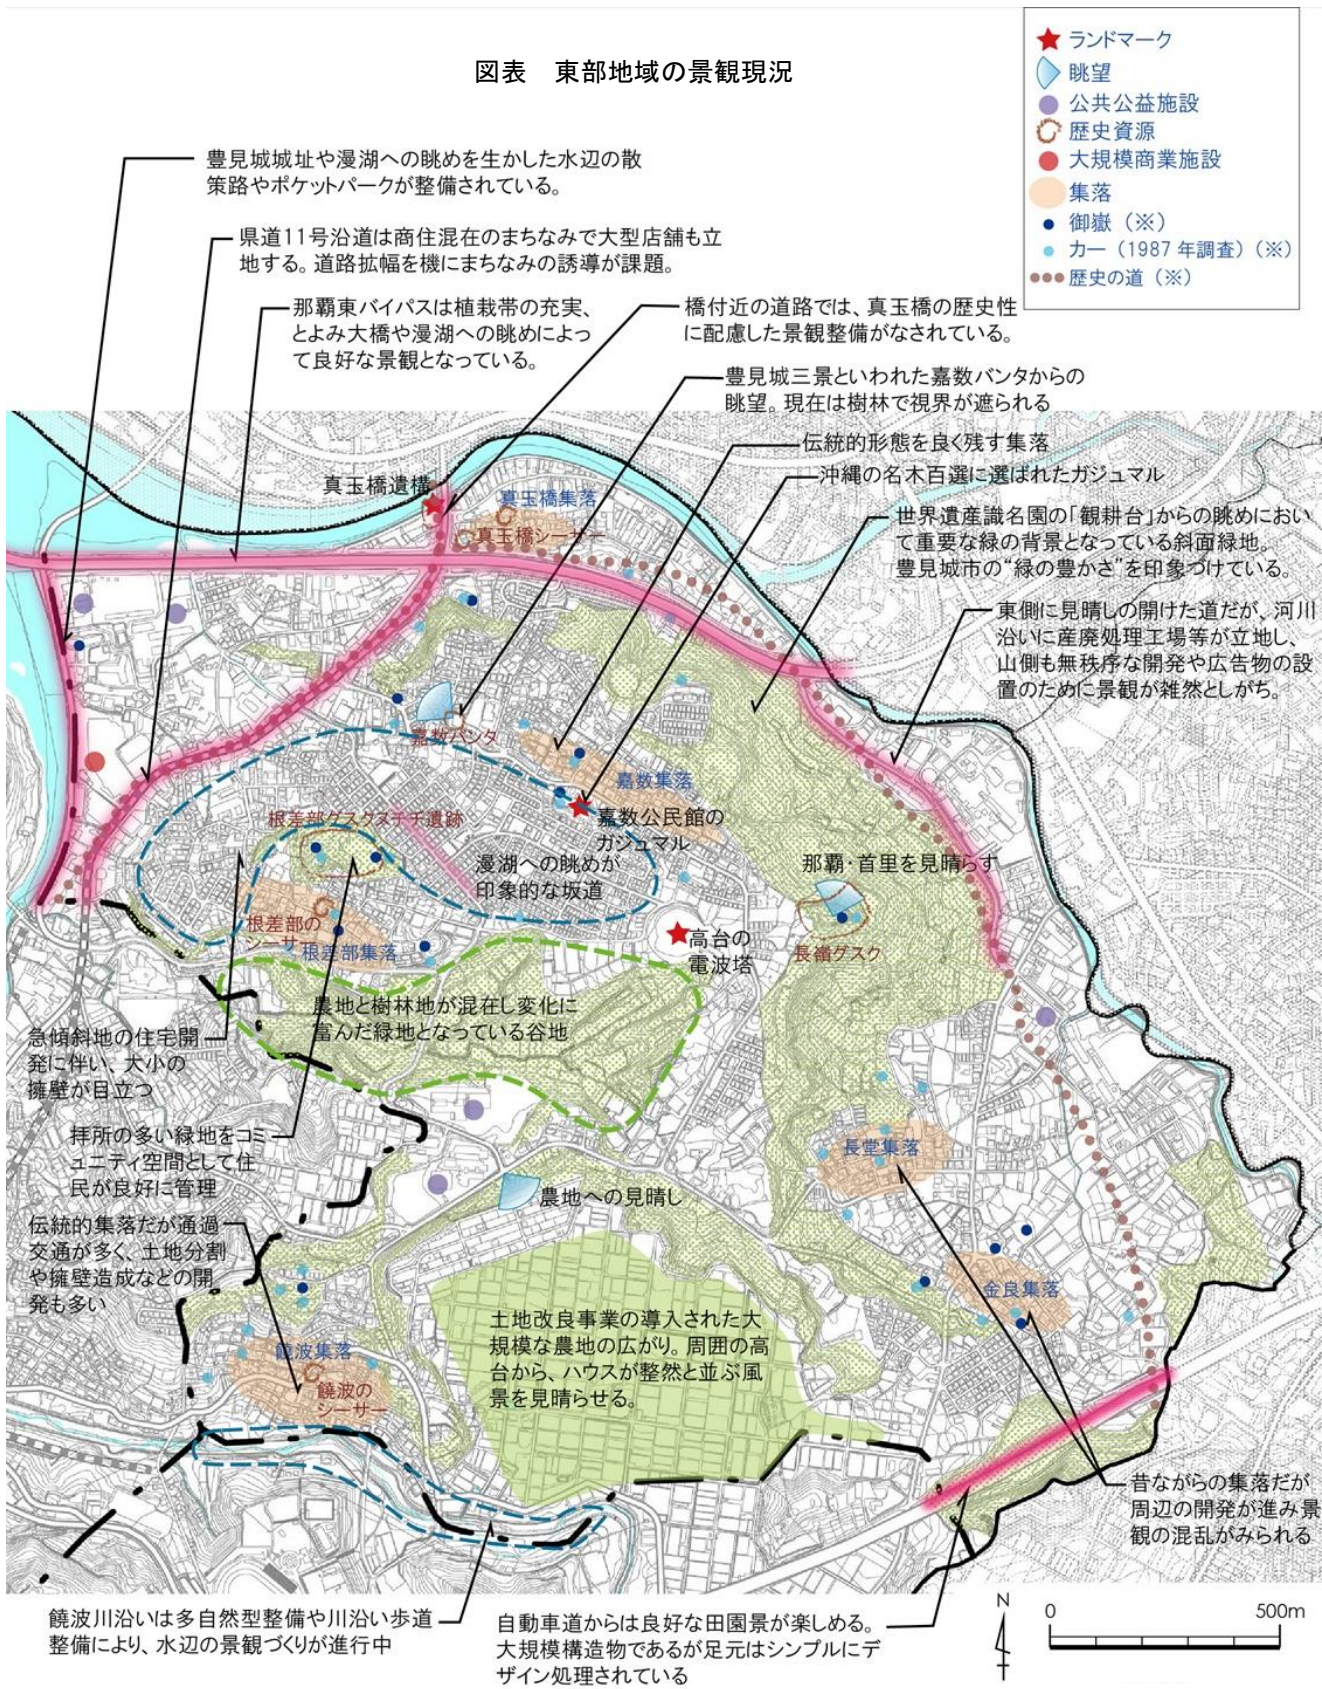 図表　東部地域の景観現況
ランドマーク
眺望
公共公益施設
歴史資源
大規模商業施設
集落
御嶽（※）
カー（1987年調査）（※）
歴史の道（※）
豊見城城址や漫湖への眺めを生かした水辺の散
策路やポケットパークが整備されている。
県道11号沿道は商住混在のまちなみで大型店舗も立
地する。道路拡幅を機にまちなみの誘導が課題。
那覇東バイパスは植栽帯の充実、
とよみ大橋や漫湖への眺めによっ
て良好な景観となっている。
橋付近の道路では、真玉橋の歴史性
に配慮した景観整備がなされている。
豊見城三景といわれた嘉数バンタからの
眺望。現在は樹林で視界が遮られる
伝統的形態を良く残す集落
沖縄の名木百選に選ばれたガジュマル
世界遺産識名園の「観耕台」からの眺めにおい
て重要な緑の背景となっている斜面緑地。
豊見城市の“緑の豊かさ”を印象づけている。
東側に見晴しの開けた道だが、河川
沿いに産廃処理工場等が立地し、
山側も無秩序な開発や広告物の設
置のために景観が雑然としがち。
真玉橋遺構
真玉橋集落
真玉橋シーサー
嘉数バンタ
嘉数集落
嘉数公民館の
ガジュマル
根差部グスクスチチ遺跡
漫湖への眺めが
印象的な坂道
那覇・首里を見晴らす
長嶺グスク
根差部の
シーサー
根差部集落
高台の
電波塔
農地と樹林地が混在し変化に
富んだ緑地となっている谷地
急傾斜地の住宅開
発に伴い、大小の
擁壁が目立つ
拝所の多い緑地をコミ
ュニティ空間として住
民が良好に管理
長堂集落
農地への見晴し
伝統的集落だが通過
交通が多く、土地分割
や擁壁造成などの開
発も多い
金良集落
土地改良事業の導入された大
規模な農地の広がり。周囲の高
台から、ハウスが整然と並ぶ風
景を見晴らせる。
饒波集落
饒波の
シーサー
昔ながらの集落だが
周辺の開発が進み景
観の混乱がみられる
饒波川沿いは多自然型整備や川沿い歩道
整備により、水辺の景観づくりが進行中
自動車道からは良好な田園景が楽しめる。
大規模構造物であるが足元はシンプルにデ
ザイン処理されている
N
0
500m